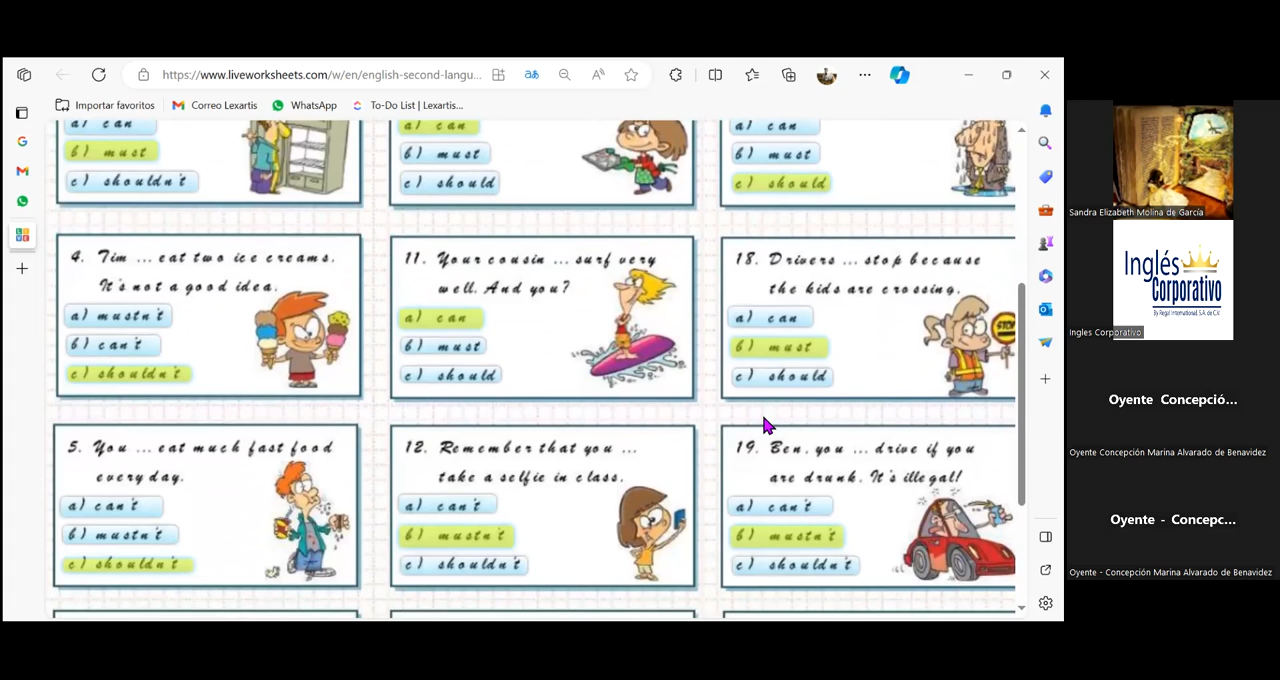 https://www.liveworksheets.com/w/en/english-second-langu...
Importar favoritos
Correo Lexartis
WhatsApp
To-Do List | Lexartis...
a) can
b) must
c) shouldn't
a) can
b) must
c) should
a) can
b) must
c) should
4. Tim ... eat two ice creams.
It's not a good idea.
a) mustn't
b) can't
c) shouldn't
11. Your cousin ... surf very
well. And you?
a) can
b) must
c) should
18. Drivers ... stop because
the kids are crossing.
a) can
b) must
c) should
STOP
5. You ... eat much fast food
every day.
a) can't
b) mustn't
c) shouldn't
12. Remember that you ...
take a selfie in class.
a) can't
b) mustn't
c) shouldn't
19. Ben, you ... drive if you
are drunk. It's illegal!
a) can't
b) mustn't
c) shouldn't
Sandra Elizabeth Molina de García
Inglés
Corporativo
By Regal International, S.A. de C.V.
Ingles Corporativo
Oyente Concepció...
Oyente Concepción Marina Alvarado de Benavidez
Oyente - Concepc...
Oyente - Concepción Marina Alvarado de Benavidez